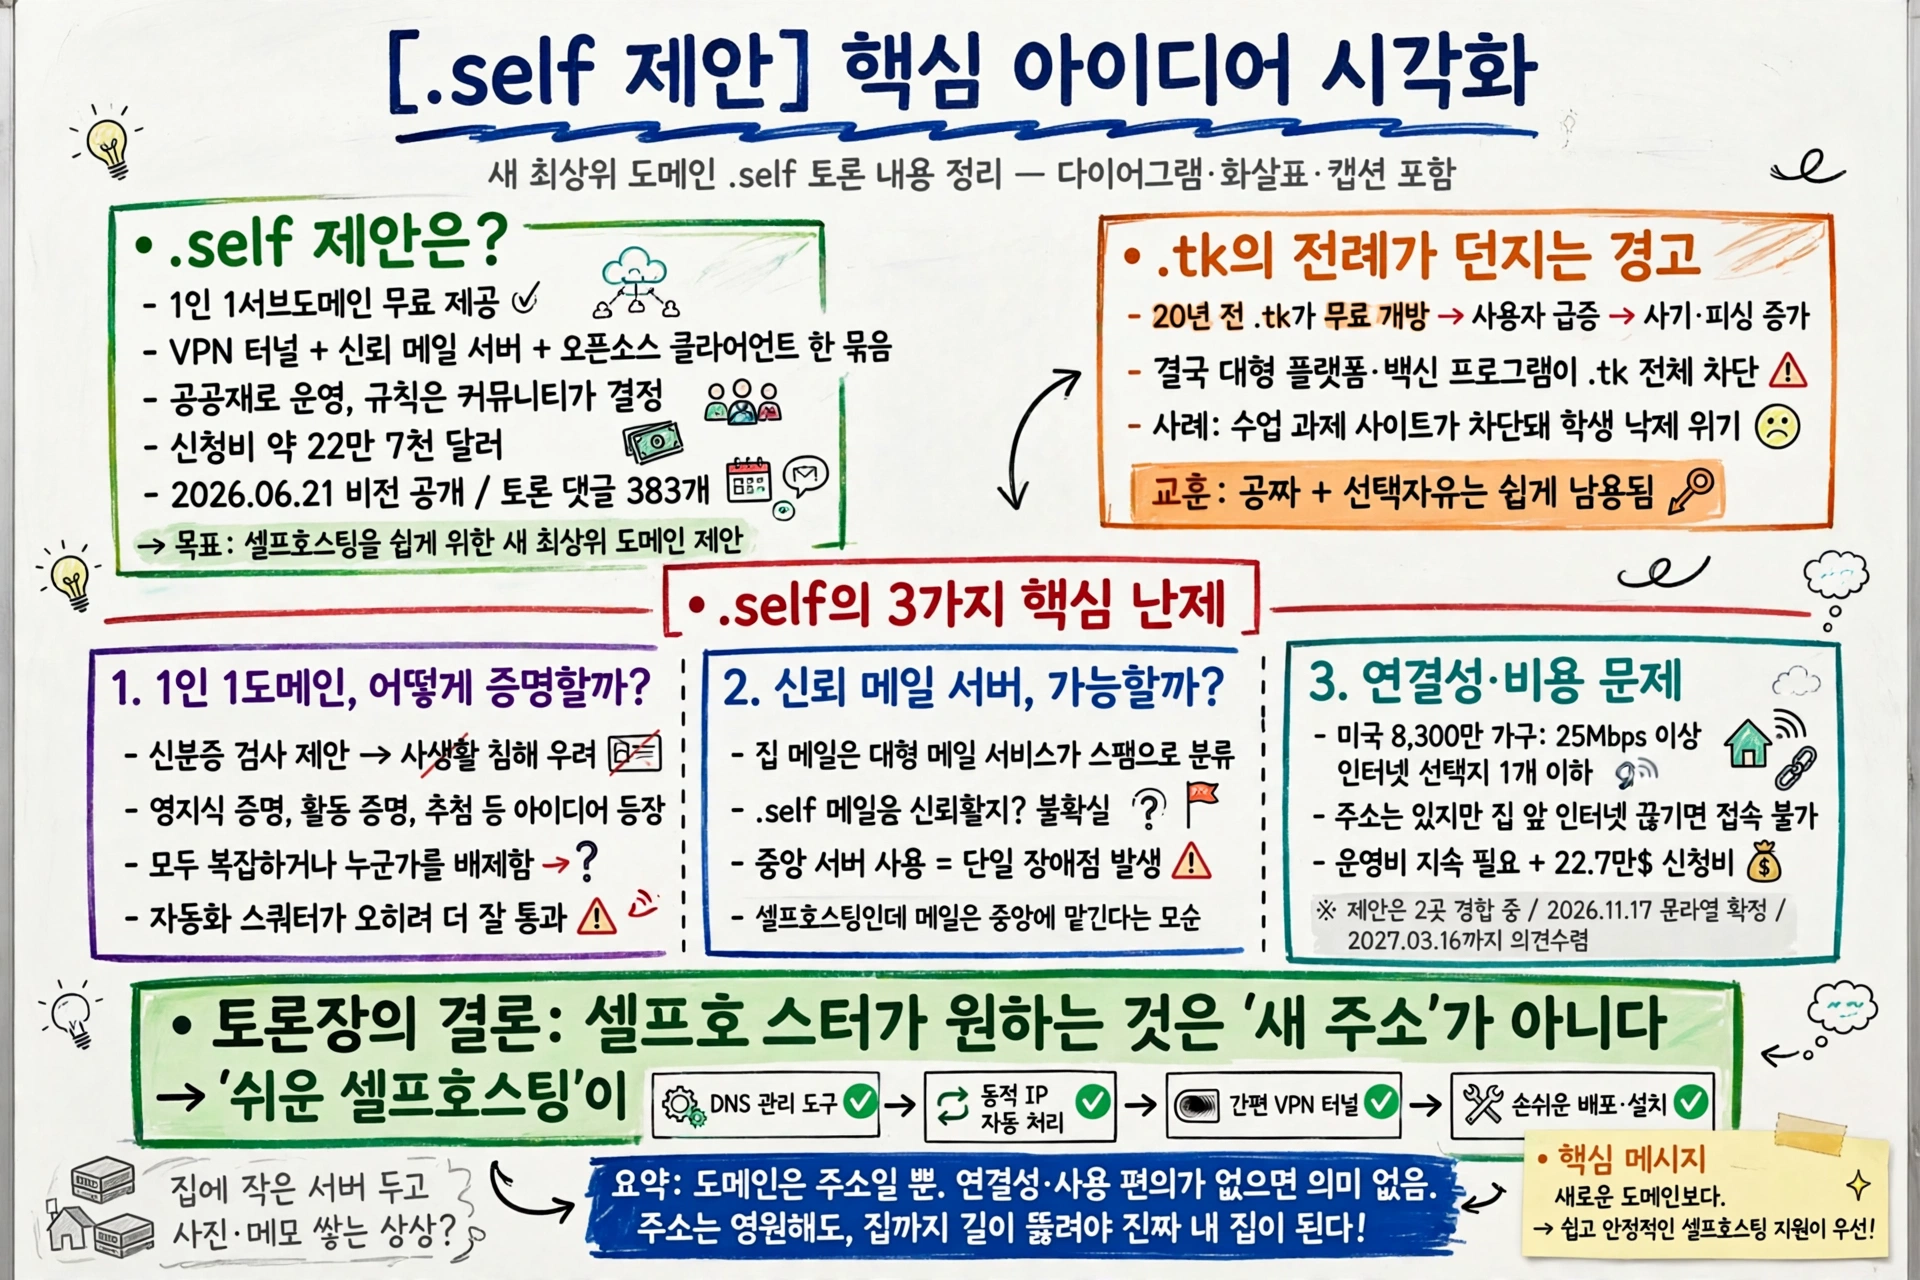 [.self 제안] 핵심 아이디어 시각화
새 최상위 도메인 .self 토론 내용 정리 — 다이어그램·화살표·캡션 포함
• .self 제안은?
- 1인 1서브도메인 무료 제공
- VPN 터널 + 신뢰 메일 서버 + 오픈소스 클라어언트 한 묶음
- 공공재로 운영, 규칙은 커뮤니티가 결정
- 신청비 약 22만 7천 달러
- 2026.06.21 비전 공개 / 토론 댓글 383개
→ 목표: 셀프호스팅을 쉽게 위한 새 최상위 도메인 제안
• .tk의 전례가 던지는 경고
- 20년 전 .tk가 무료 개방 → 사용자 급증 → 사기·피싱 증가
- 결국 대형 플랫폼·백신 프로그램이 .tk 전체 차단
- 사례: 수업 과제 사이트가 차단돼 학생 낙제 위기
교훈: 공짜 + 선택자유는 쉽게 남용됨
• .self의 3가지 핵심 난제
1. 1인 1도메인, 어떻게 증명할까?
- 신분증 검사 제안 → 사생활 침해 우려
- 영지식 증명, 활동 증명, 추첨 등 아이디어 등장
- 모두 복잡하거나 누군가를 배제함 → ?
- 자동화 스쿼터가 오히려 더 잘 통과
2. 신뢰 메일 서버, 가능할까?
- 집 메일은 대형 메일 서비스가 스팸으로 분류
- .self 메일음 신뢰활지? 불확실 ?
- 중앙 서버 사용 = 단일 장애점 발생
- 셀프호스팅인데 메일은 중앙에 맡긴다는 모순
3. 연결성·비용 문제
- 미국 8,300만 가구: 25Mbps 이상
인터넷 선택지 1개 이하
- 주소는 있지만 집 앞 인터넷 끊기면 접속 불가
- 운영비 지속 필요 + 22.7만$ 신청비
※ 제안은 2곳 경합 중 / 2026.11.17 문라열 확정 /
2027.03.16까지 의견수렴
• 토론장의 결론: 셀프호 스터가 원하는 것은 '새 주소'가 아니다
→ '쉬운 셀프호스팅'이
DNS 관리 도구 →
동적 IP
자동 처리 →
간편 VPN 터널 →
손쉬운 배포·설치
집에 작은 서버 두고
사진·메모 쌓는 상상?
요약: 도메인은 주소일 뿐. 연결성·사용 편의가 없으면 의미 없음.
주소는 영원해도, 집까지 길이 뚫려야 진짜 내 집이 된다!
• 핵심 메시지
새로운 도메인보다.
→ 쉽고 안정적인 셀프호스팅 지원이 우선!